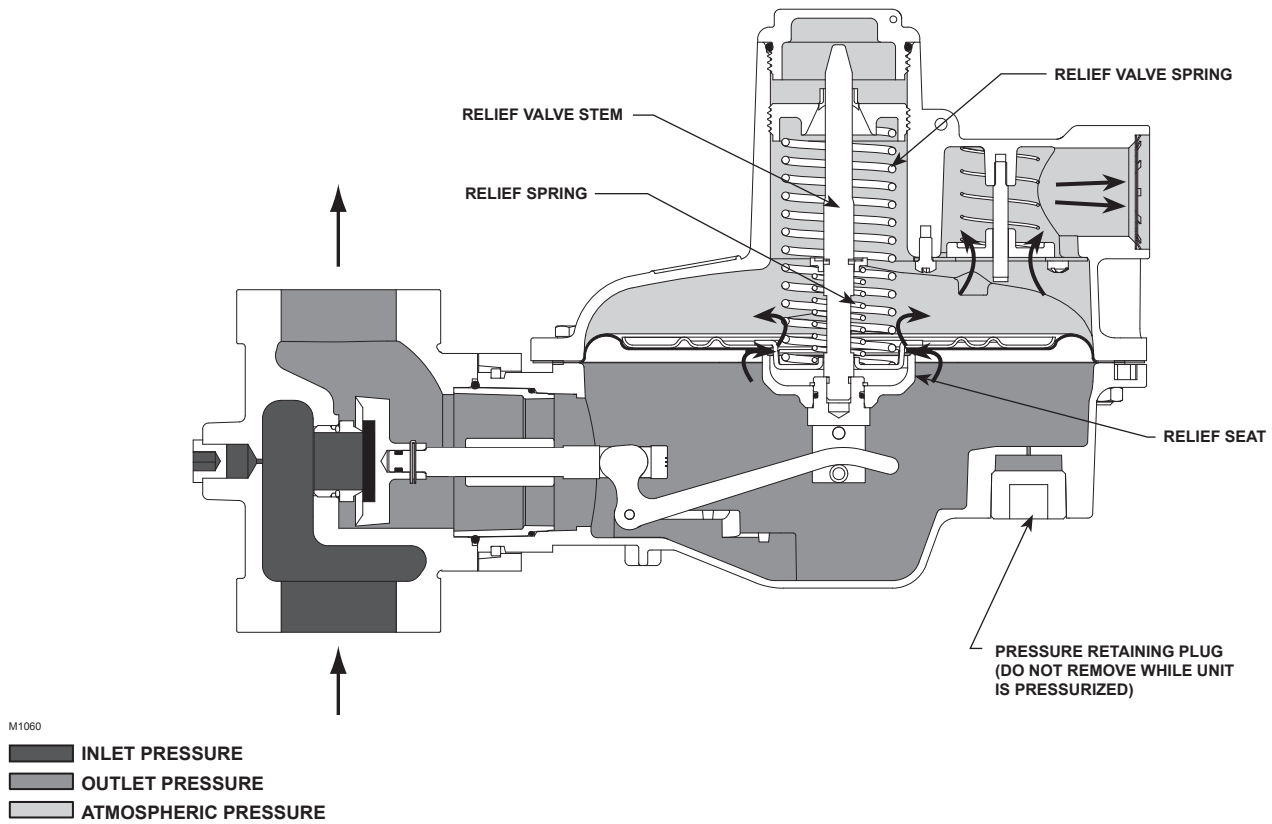 RELIEF VALVE SPRING
RELIEF VALVE STEM
RELIEF SPRING
RELIEF SEAT
PRESSURE RETAINING PLUG
(DO NOT REMOVE WHILE UNIT
IS PRESSURIZED)
M1060
INLET PRESSURE
OUTLET PRESSURE
ATMOSPHERIC PRESSURE